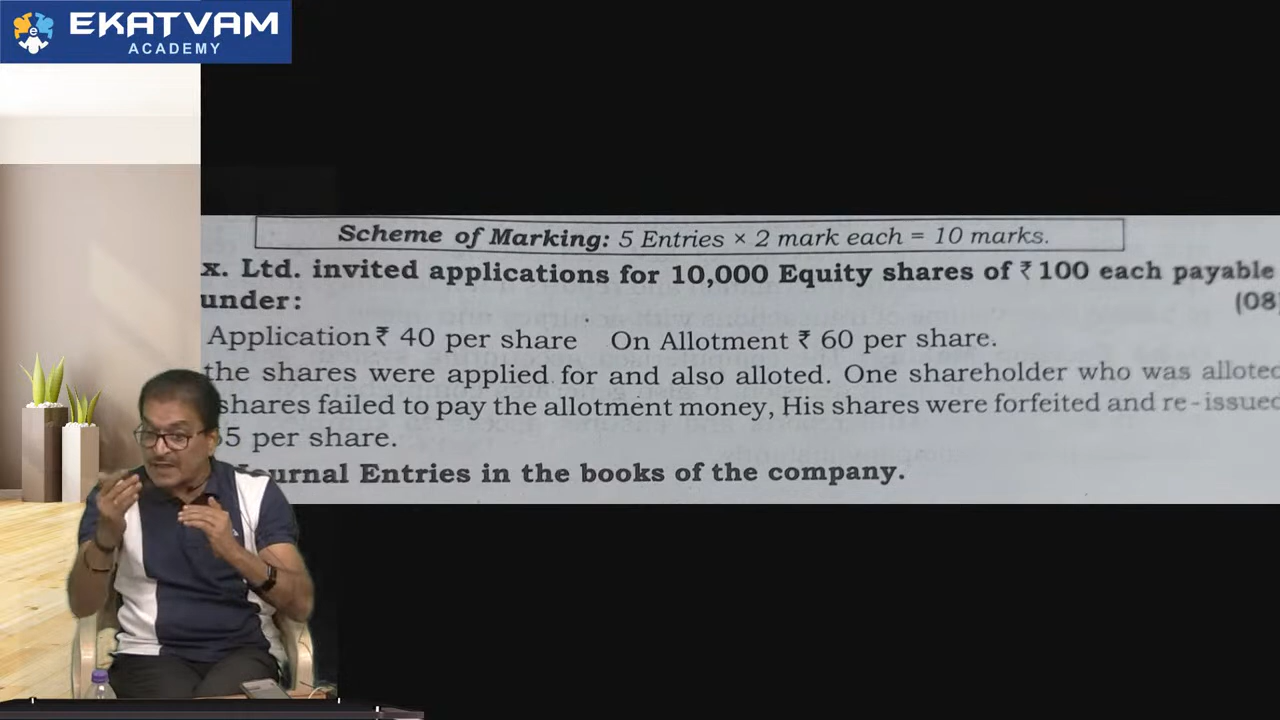 EKATVAM
ACADEMY
Scheme of Marking: 5 Entries × 2 mark each = 10 marks.
x. Ltd. invited applications for 10,000 Equity shares of ₹ 100 each payable
under: (08
Application ₹ 40 per share On Allotment ₹ 60 per share.
the shares were applied for and also alloted. One shareholder who was alloted
shares failed to pay the allotment money, His shares were forfeited and re-issued
5 per share.
Journal Entries in the books of the company.